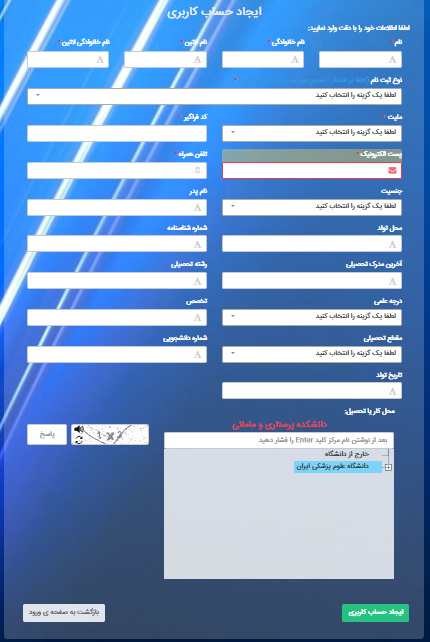 ایجاد حساب کاربری
لطفا اطلاعات خود را با دقت وارد نمایید:
نام * نام خانوادگی * نام لاتین * نام خانوادگی لاتین *
نوع ثبت نام *
لطفا یک گزینه را انتخاب کنید
ملیت * کد فراگیر *
لطفا یک گزینه را انتخاب کنید
پست الکترونیک * تلفن همراه *
جنسیت نام پدر
لطفا یک گزینه را انتخاب کنید
محل تولد شماره شناسنامه
آخرین مدرک تحصیلی رشته تحصیلی
درجه علمی تخصص
لطفا یک گزینه را انتخاب کنید
مقطع تحصیلی شماره دانشجویی
لطفا یک گزینه را انتخاب کنید
تاریخ تولد
محل کار یا تحصیل:
دانشکده پرستاری و مامائی
بعد از نوشتن نام مرکز کلید Enter را فشار دهید
پاسخ
خارج از دانشگاه
دانشگاه علوم پزشکی ایران
ایجاد حساب کاربری
بازگشت به صفحه ی ورود